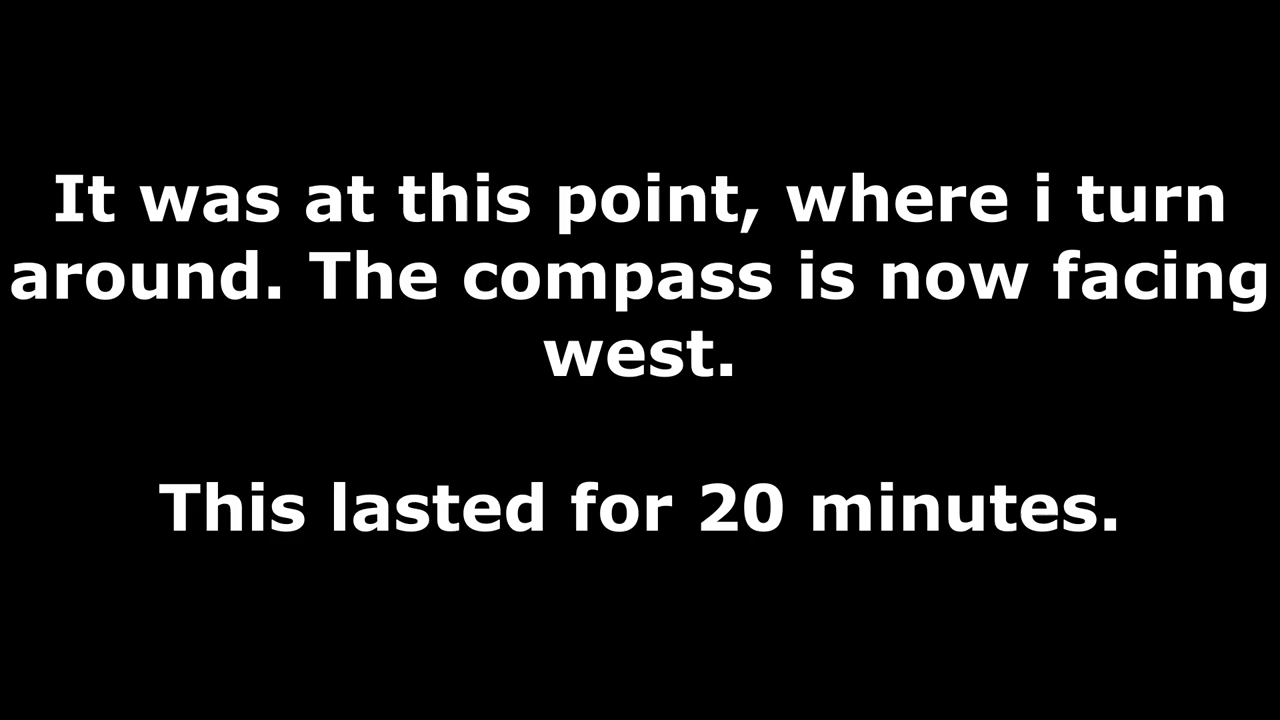 It was at this point, where i turn
around. The compass is now facing
west.
This lasted for 20 minutes.